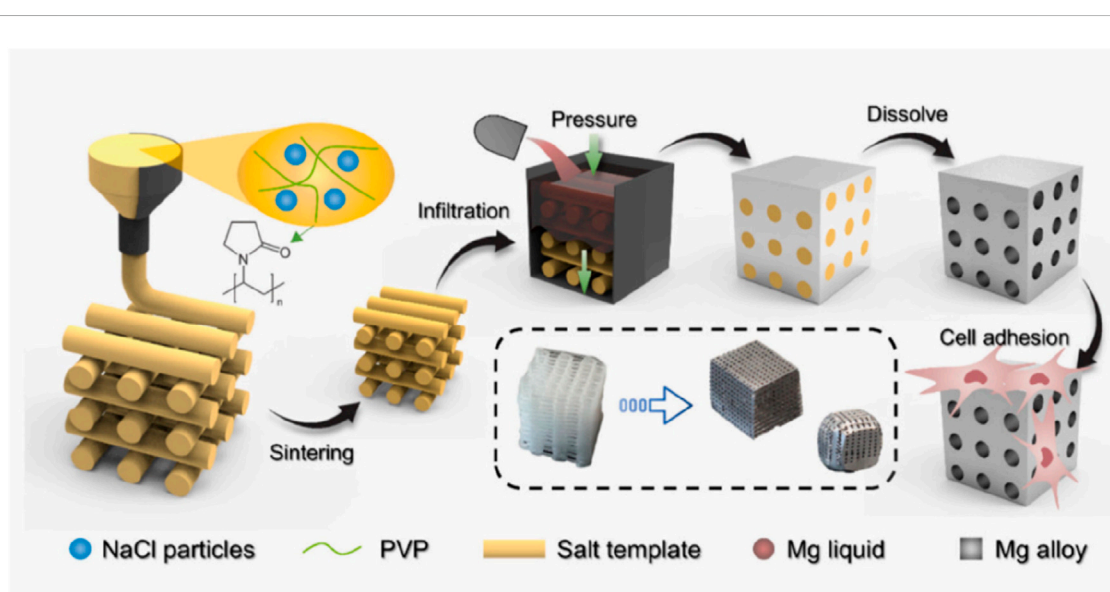 Pressure
Dissolve
Infiltration
N
O
n
Cell adhesion
Sintering
NaCl particles
PVP
Salt template
Mg liquid
Mg alloy